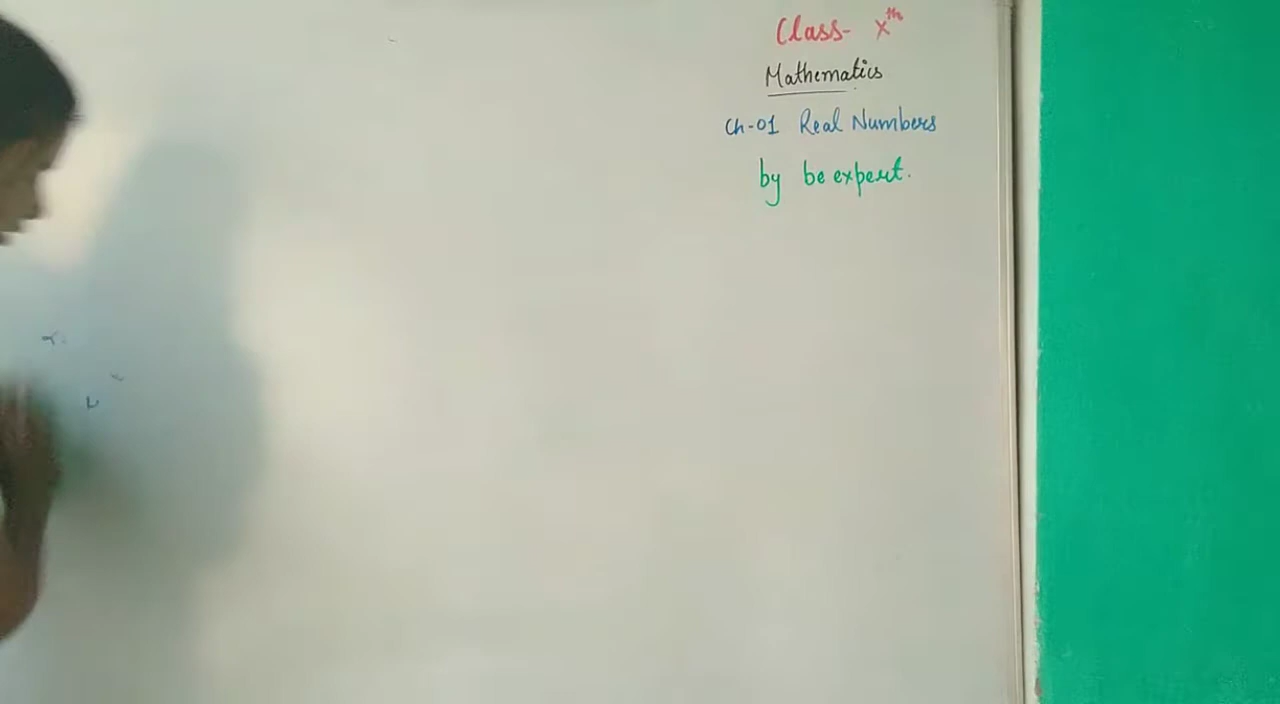 Class- Xth
Mathematics
Ch-01 Real Numbers
by be expert.